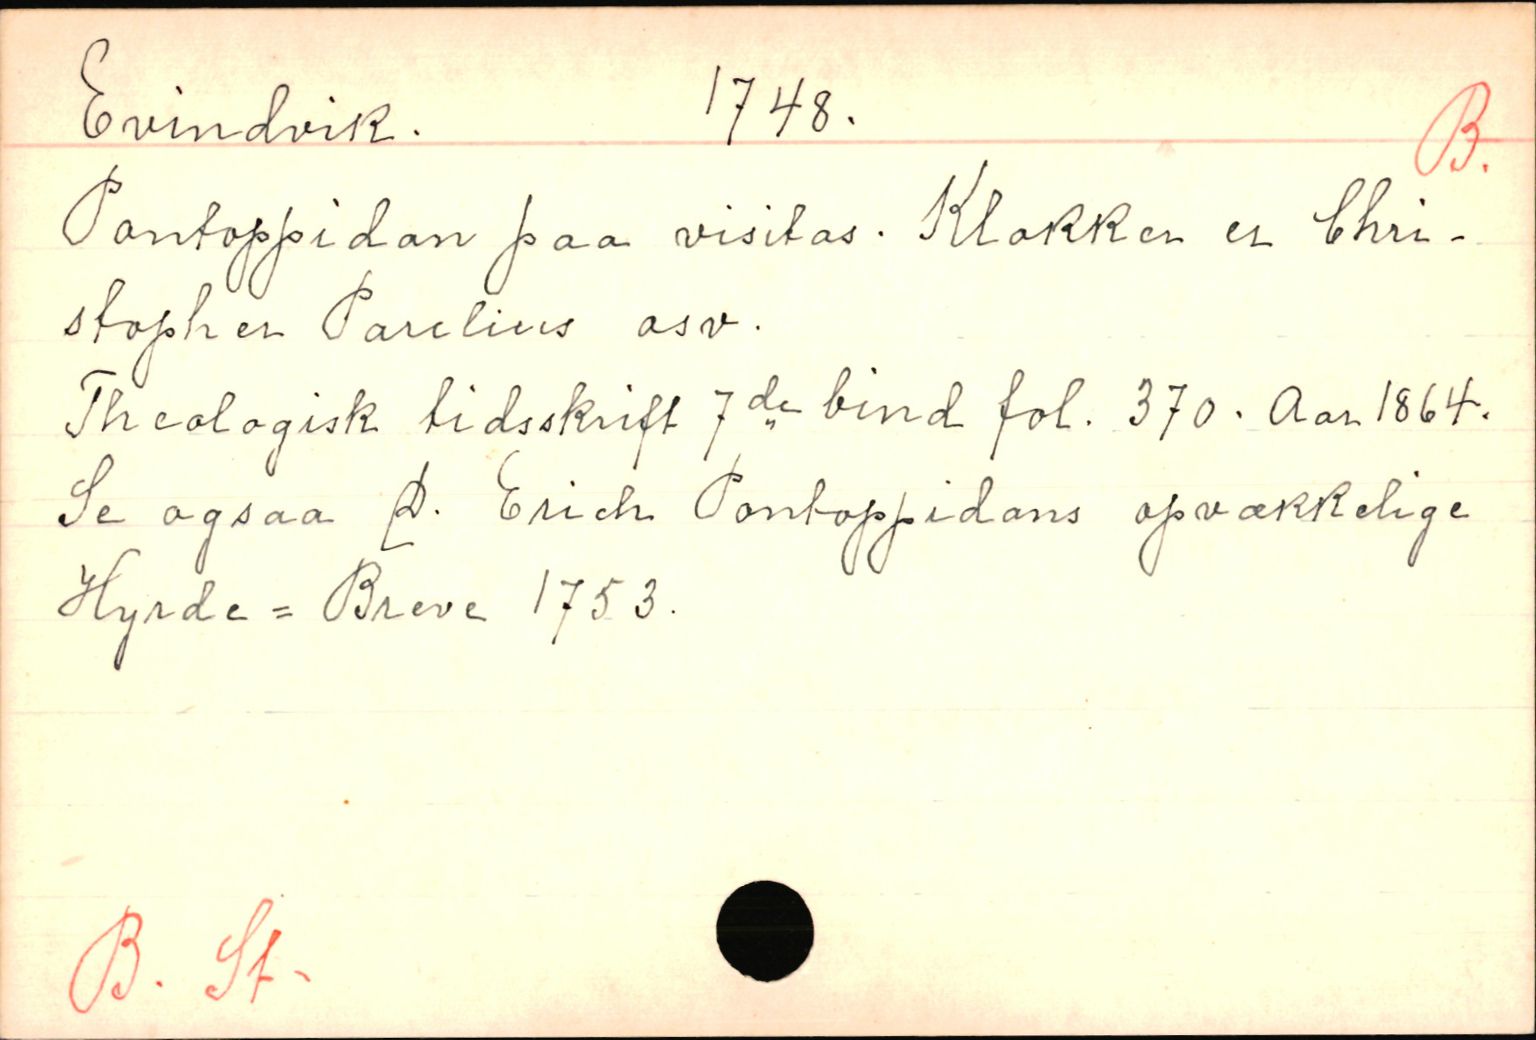 Evindvik. 1748. B.
Pontoppidan paa visitas. Klokker er Chri-
stopher Parelius osv.
Theologisk tidsskrift 7de bind fol. 370. Aar 1864.
Se ogsaa D. Erich Pontoppidans opvækkelige
Hyrde = Breve 1753.
B. St.